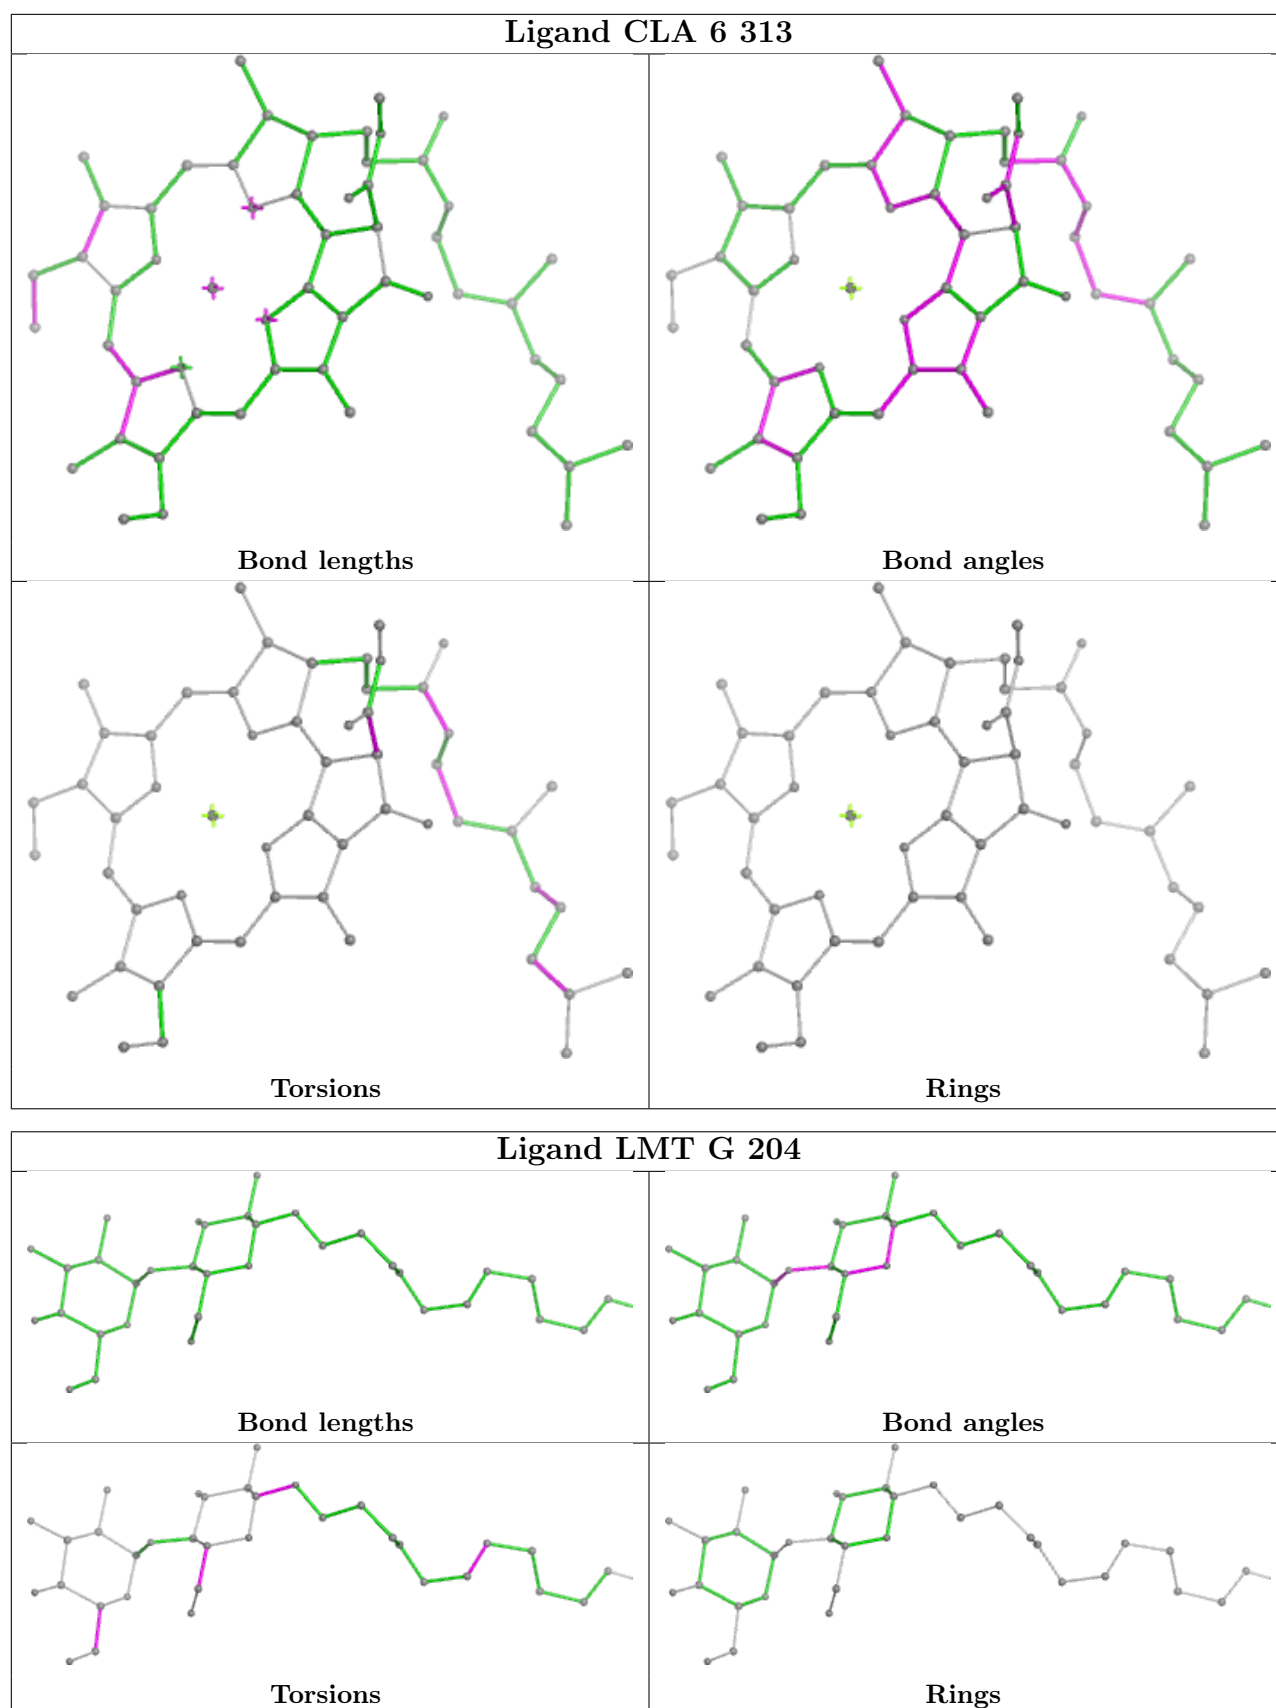 Ligand CLA 6 313
Bond lengths
Bond angles
Torsions
Rings
Ligand LMT G 204
Bond lengths
Bond angles
Torsions
Rings